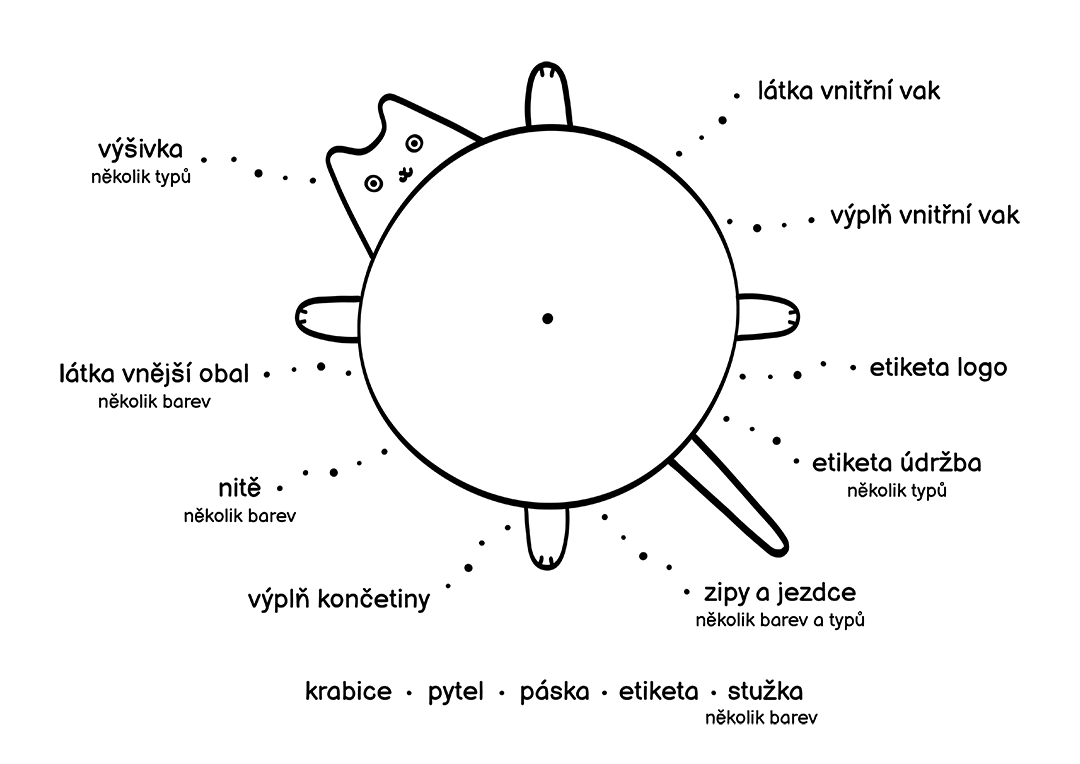 látka vnitřní vak
výšivka
několik typů
výplň vnitřní vak
látka vnější obal
několik barev
etiketa logo
etiketa údržba
několik typů
nitě
několik barev
výplň končetiny
zipy a jezdce
několik barev a typů
krabice · pytel · páska · etiketa · stužka
několik barev